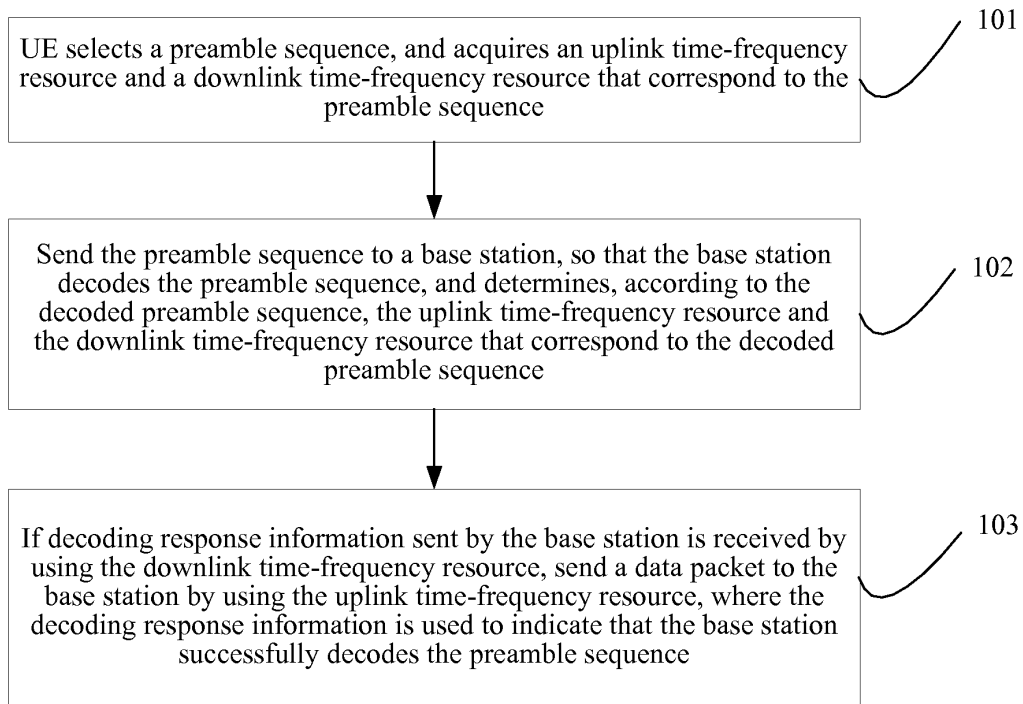 101
UE selects a preamble sequence, and acquires an uplink time-frequency
resource and a downlink time-frequency resource that correspond to the
preamble sequence
102
Send the preamble sequence to a base station, so that the base station
decodes the preamble sequence, and determines, according to the
decoded preamble sequence, the uplink time-frequency resource and
the downlink time-frequency resource that correspond to the decoded
preamble sequence
103
If decoding response information sent by the base station is received by
using the downlink time-frequency resource, send a data packet to the
base station by using the uplink time-frequency resource, where the
decoding response information is used to indicate that the base station
successfully decodes the preamble sequence